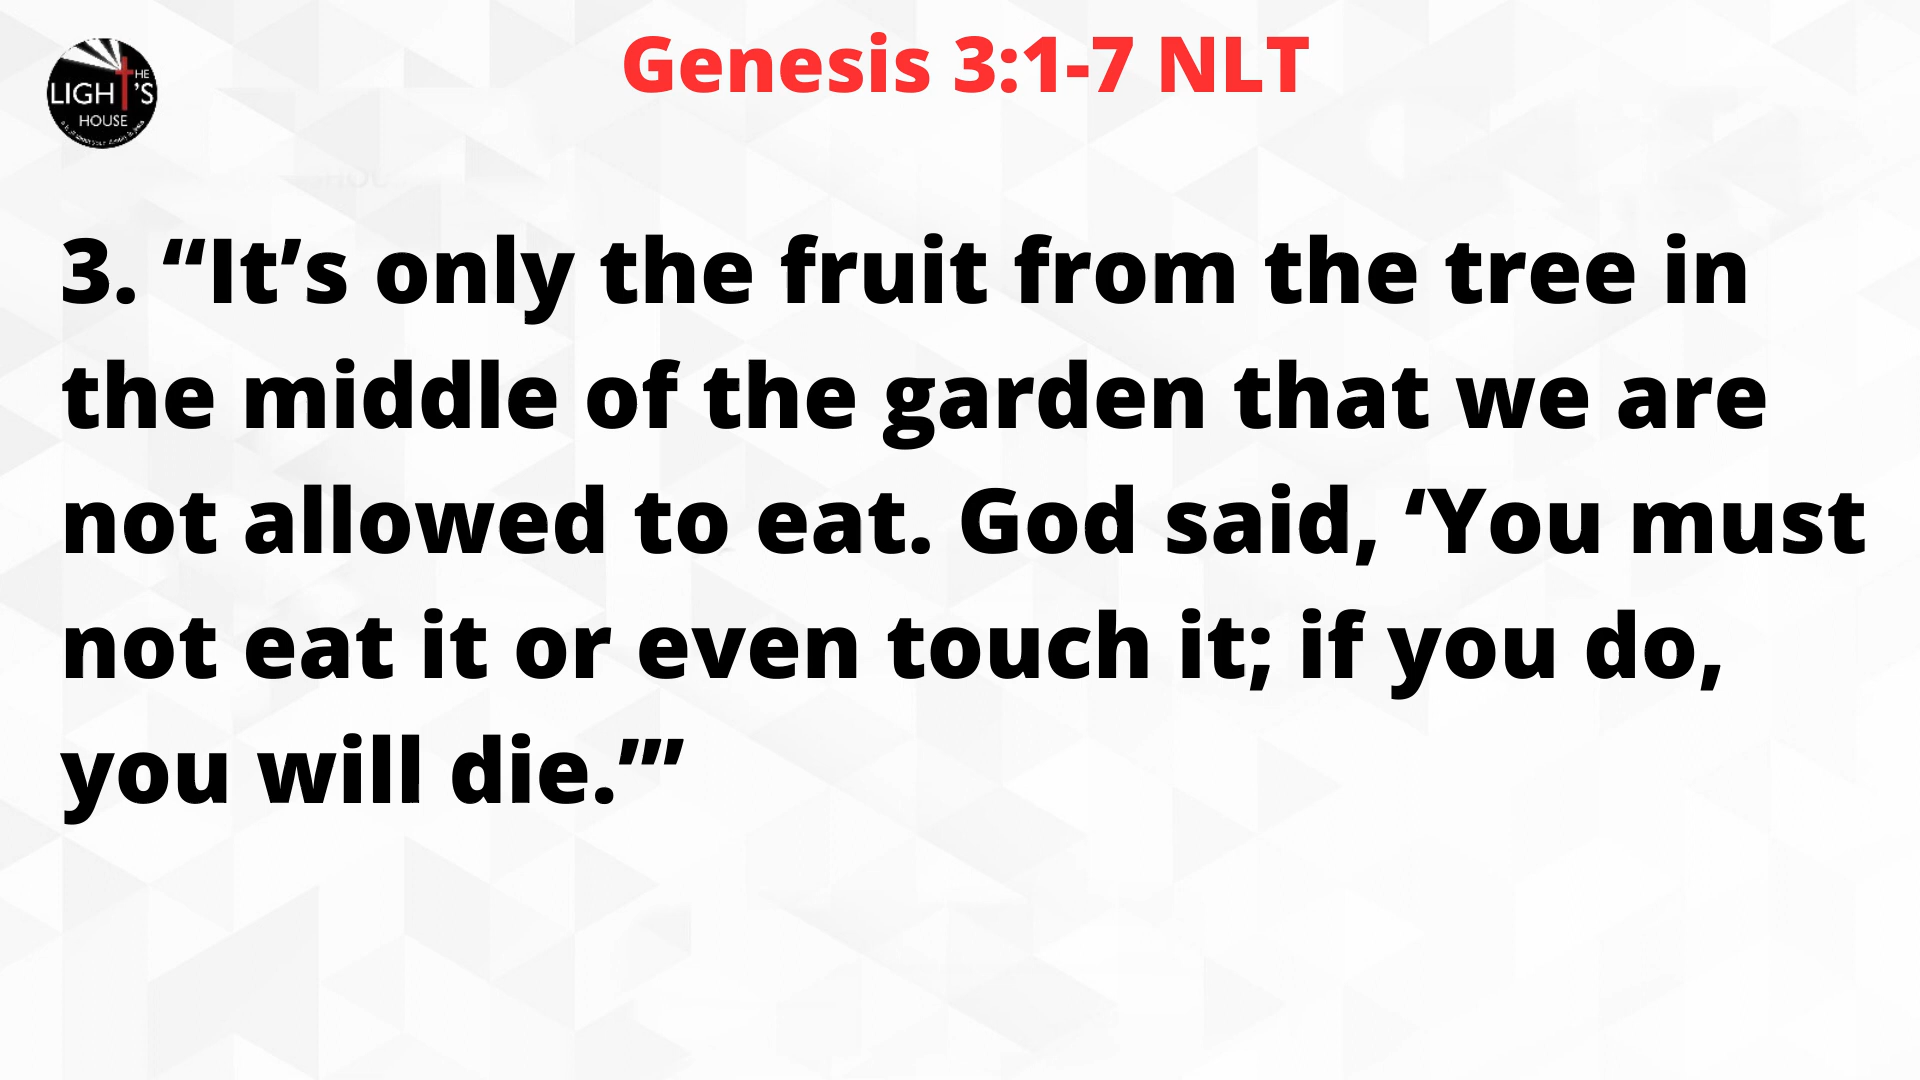 Genesis 3:1-7 NLT
THE
LIGHT'S
HOUSE
3. “It’s only the fruit from the tree in
the middle of the garden that we are
not allowed to eat. God said, ‘You must
not eat it or even touch it; if you do,
you will die.’”